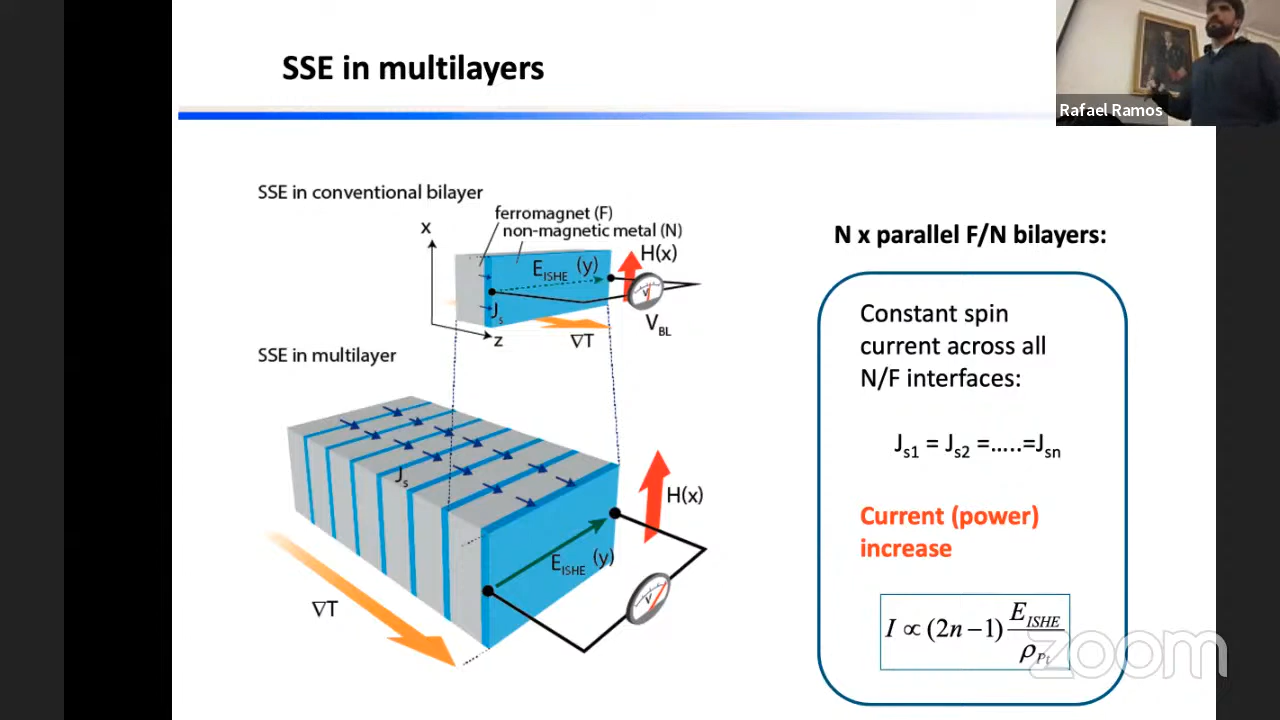 SSE in multilayers
Rafael Ramos
SSE in conventional bilayer
ferromagnet (F)
non-magnetic metal (N)
x
E_ISHE (y)
H(x)
V
J_s
V_BL
z
∇T
SSE in multilayer
J_s
H(x)
E_ISHE (y)
V
∇T
N x parallel F/N bilayers:
Constant spin
current across all
N/F interfaces:
J_s1 = J_s2 =.....=J_sn
Current (power)
increase
I ∝ (2n −1) E_ISHE / ρ_Pt
zoom